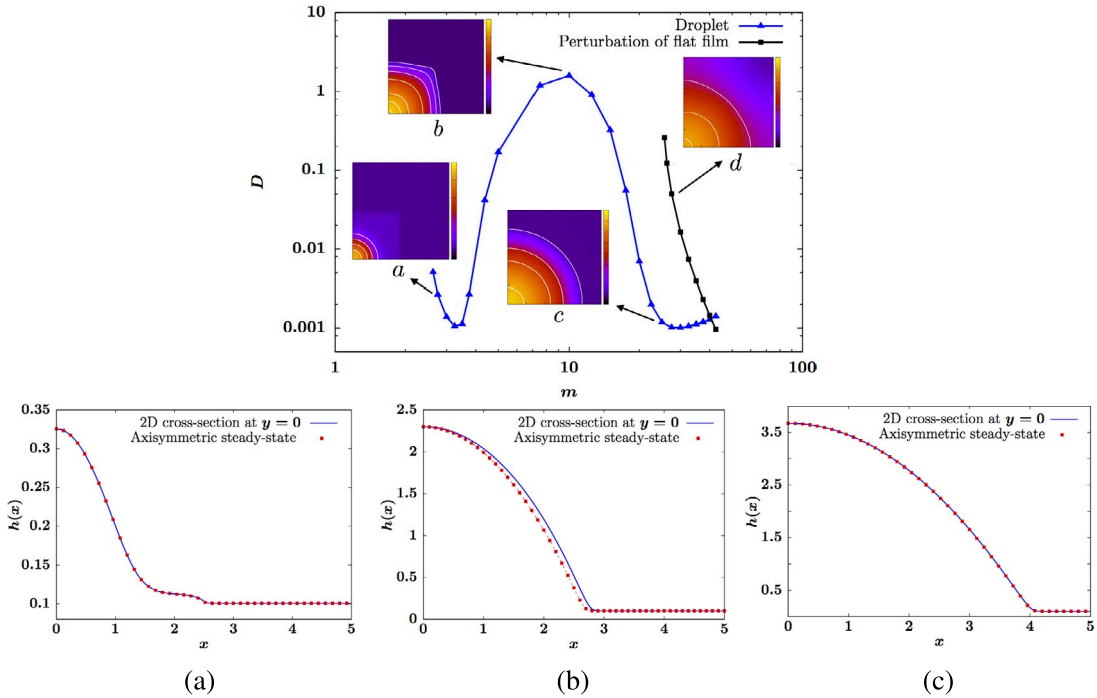 10
1
0.1
0.01
0.001
D
1
10
100
m
Droplet
Perturbation of flat film
a
b
c
d
0.35
0.3
0.25
0.2
0.15
0.1
h(x)
0
1
2
3
4
5
x
2D cross-section at y = 0
Axisymmetric steady-state
(a)
2.5
2
1.5
1
0.5
0
h(x)
0
1
2
3
4
5
x
2D cross-section at y = 0
Axisymmetric steady-state
(b)
3.5
2.5
1.5
0.5
h(x)
0
1
2
3
4
5
x
2D cross-section at y = 0
Axisymmetric steady-state
(c)